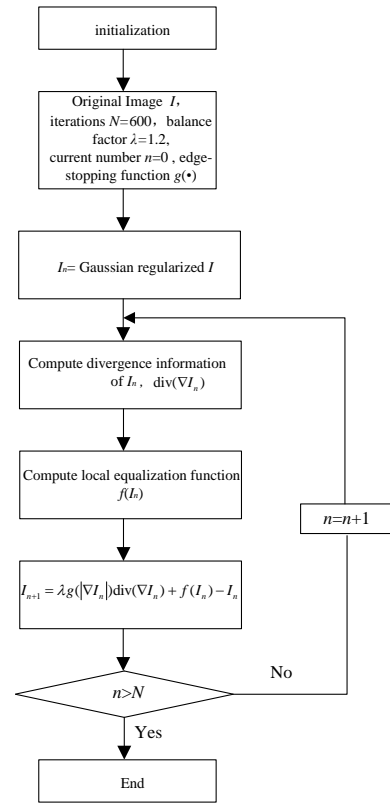 initialization
Original Image I，
iterations N=600，balance
factor λ=1.2,
current number n=0 , edge-
stopping function g(•)
Iₙ= Gaussian regularized I
Compute divergence information
of Iₙ，div(∇Iₙ)
Compute local equalization function
f(Iₙ)
n=n+1
Iₙ₊₁ = λg(|∇Iₙ|)div(∇Iₙ) + f(Iₙ) − Iₙ
n>N
No
Yes
End